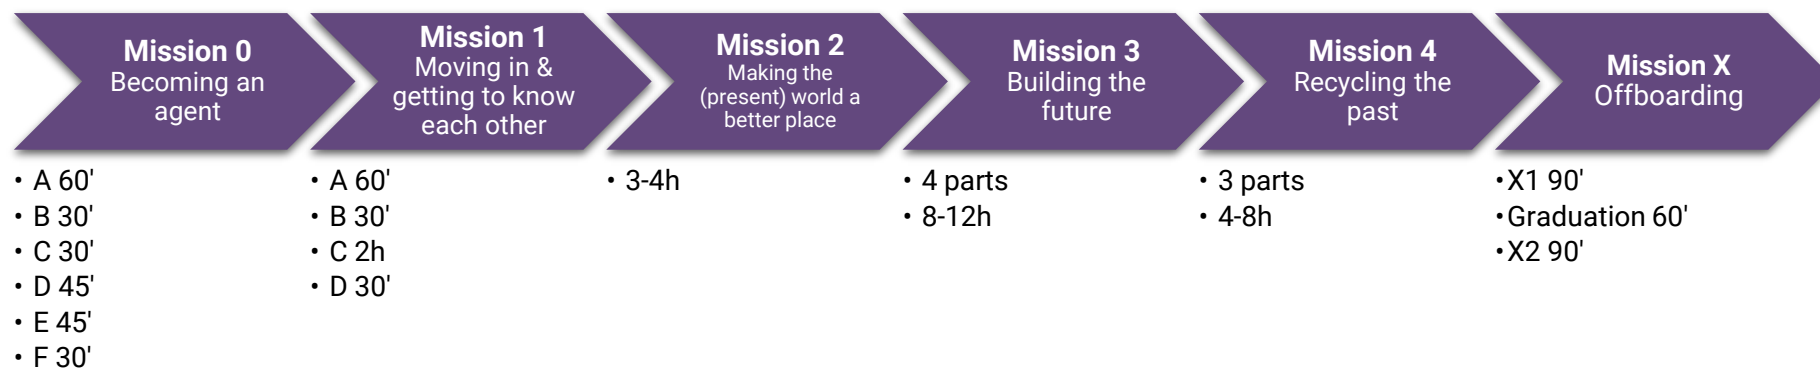 Mission 0
Becoming an
agent
• A 60'
• B 30'
• C 30'
• D 45'
• E 45'
• F 30'
Mission 1
Moving in &
getting to know
each other
• A 60'
• B 30'
• C 2h
• D 30'
Mission 2
Making the
(present) world a
better place
• 3-4h
Mission 3
Building the
future
• 4 parts
• 8-12h
Mission 4
Recycling the
past
• 3 parts
• 4-8h
Mission X
Offboarding
•X1 90'
•Graduation 60'
•X2 90'